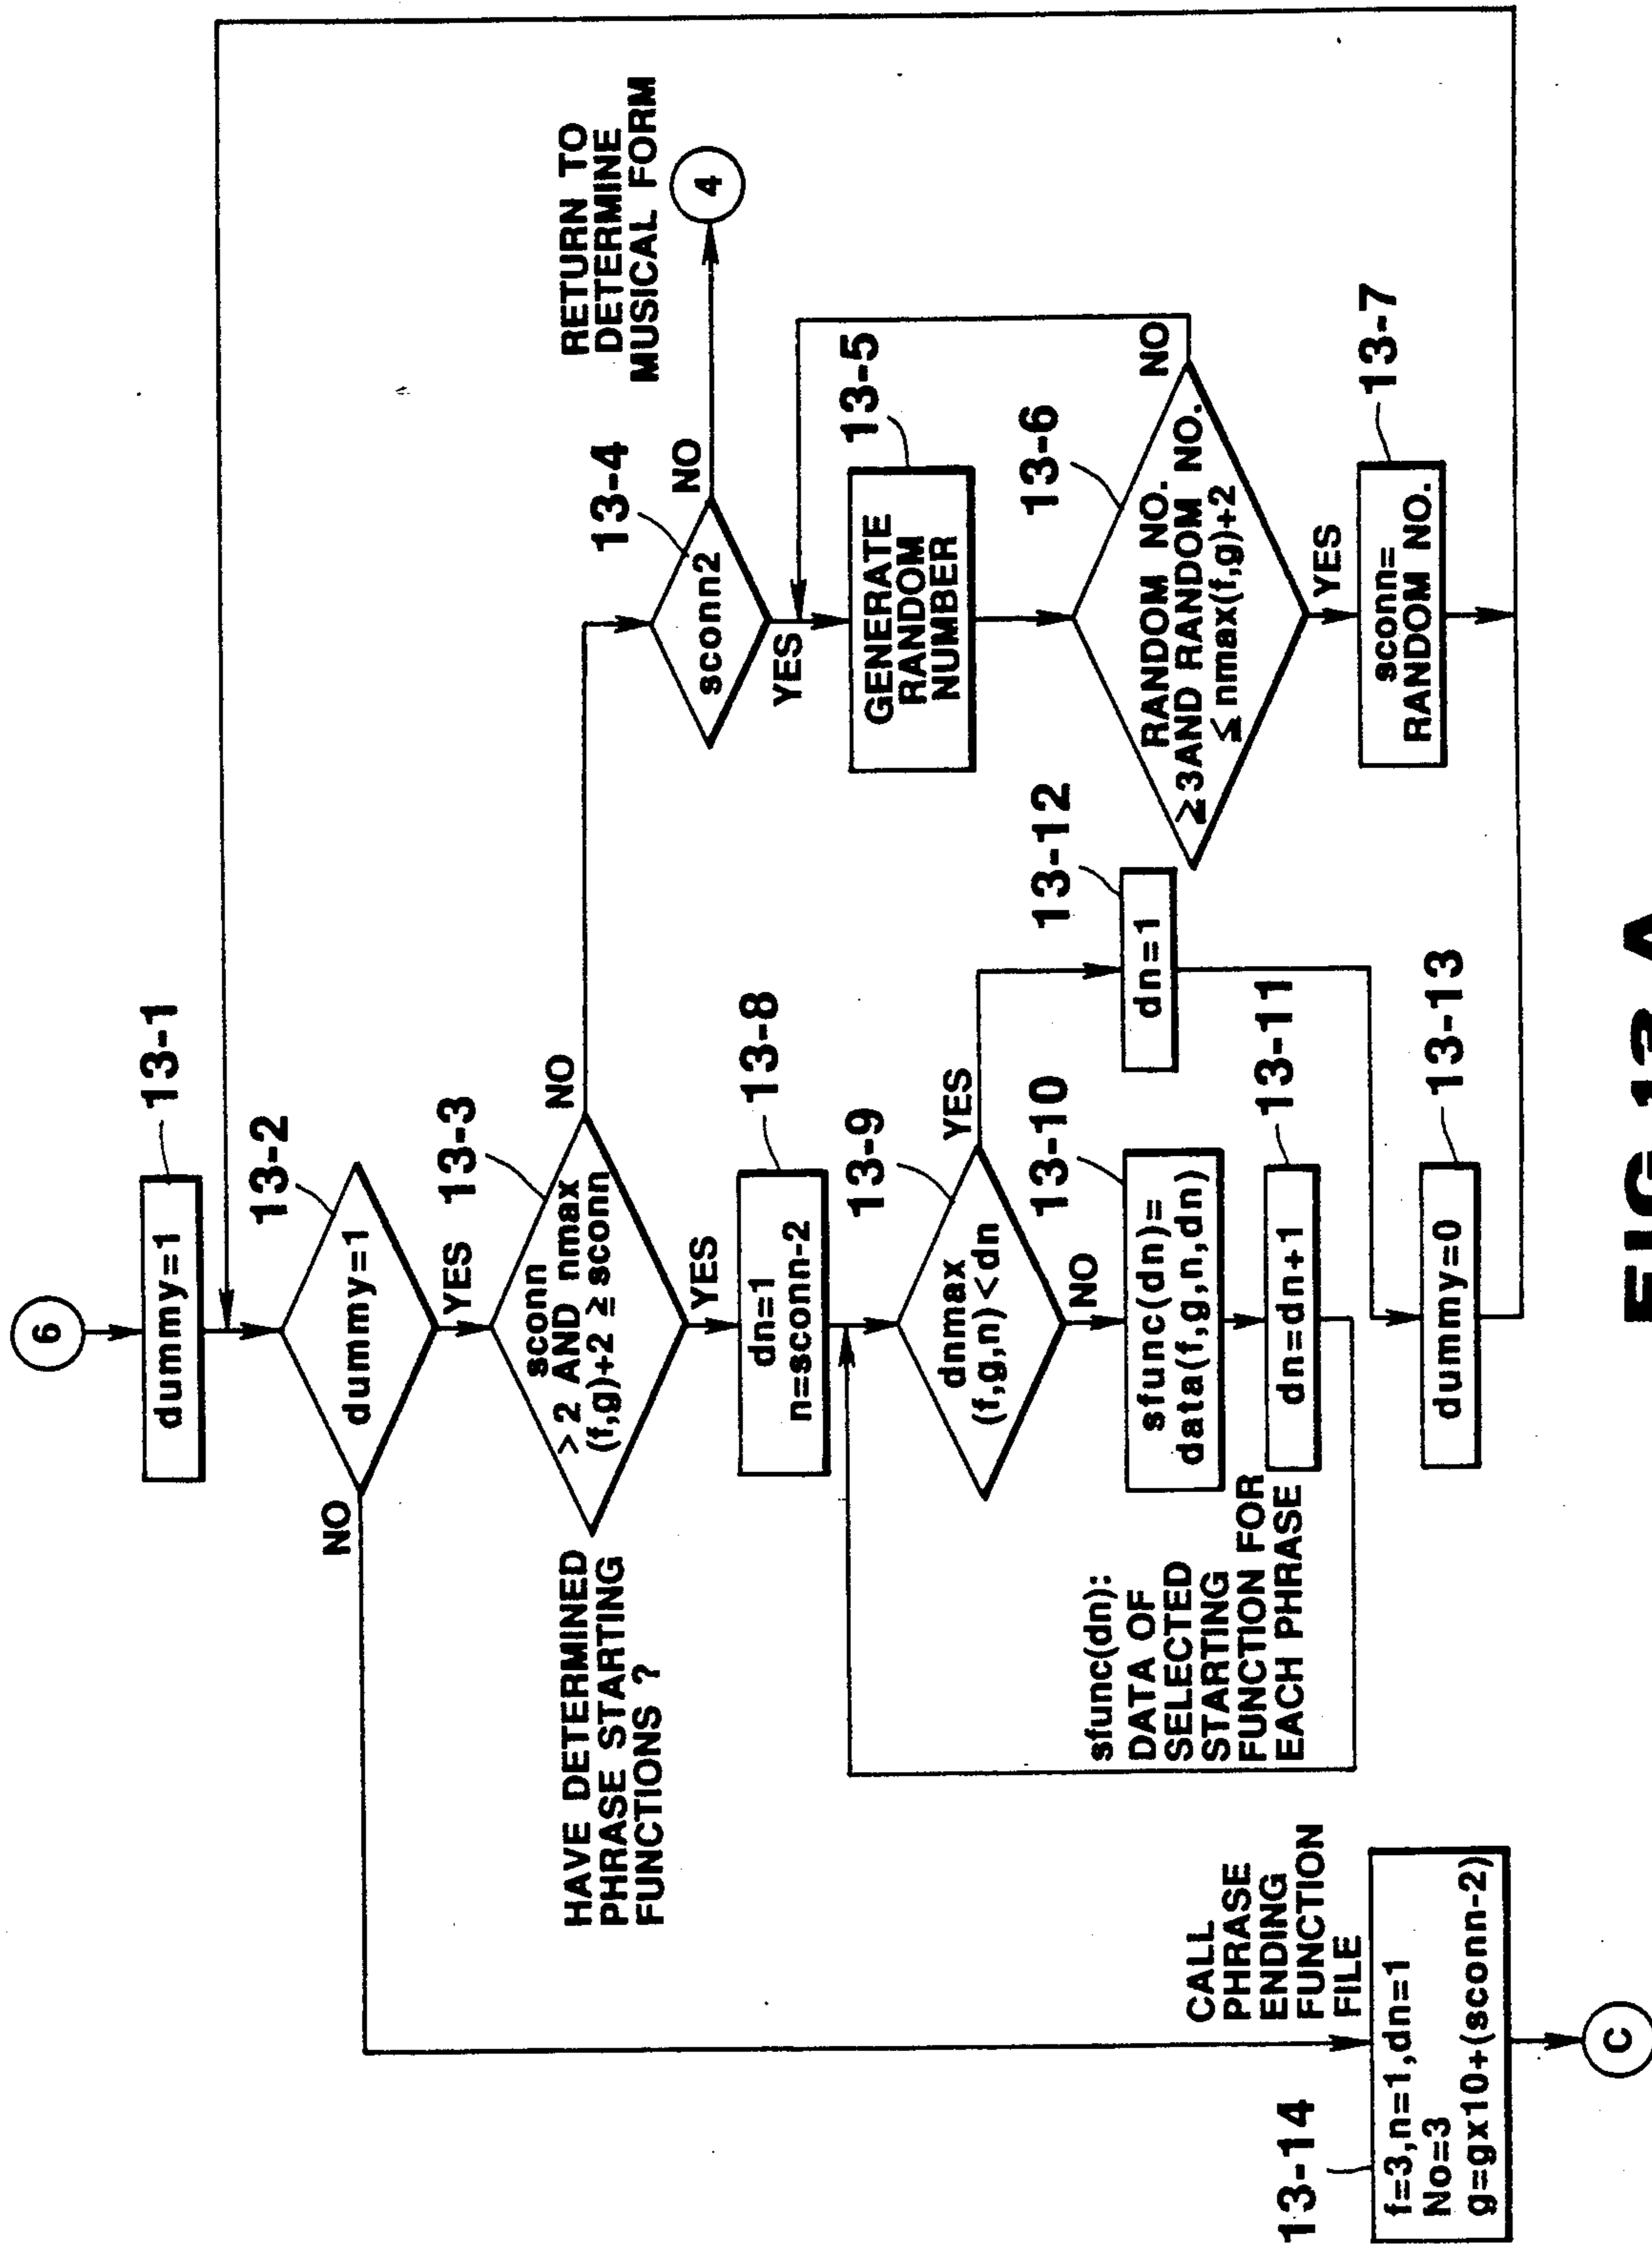 6
dummy=1
13-1
13-2
dummy=1
NO
YES
13-3
HAVE DETERMINED
PHRASE STARTING
FUNCTIONS ?
sconn
> 2 AND nmax
(f,g)+2 ≥ sconn
NO
YES
13-4
sconn2
NO
YES
RETURN TO
DETERMINE
MUSICAL FORM
4
13-5
GENERATE
RANDOM
NUMBER
13-6
RANDOM NO.
≥3AND RANDOM NO.
≦nmax(f,g)+2
NO
YES
13-7
sconn=
RANDOM NO.
13-8
dn=1
n=sconn-2
13-9
dnmax
(f,g,n)<dn
YES
NO
13-10
sfunc(dn)=
data(f,g,n,dn)
13-11
dn=dn+1
sfunc(dn):
DATA OF
SELECTED
STARTING
FUNCTION FOR
EACH PHRASE
13-12
dn=1
13-13
dummy=0
CALL
PHRASE
ENDING
FUNCTION
FILE
13-14
f=3,n=1,dn=1
No=3
g=gx10+(sconn-2)
C
FIG.13 A